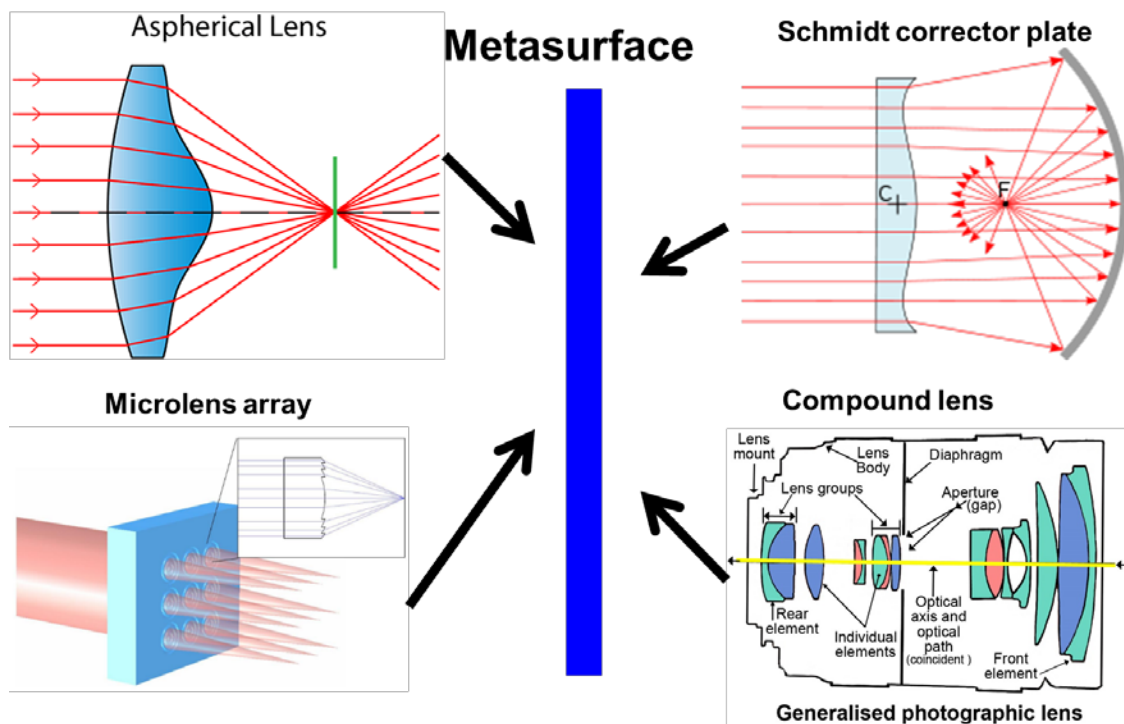 Aspherical Lens
Metasurface
Schmidt corrector plate
C
F
Microlens array
Compound lens
Lens
mount
Lens
Body
Diaphragm
Lens groups
Aperture
(gap)
Rear
element
Individual
elements
Optical
axis and
optical
path
(coincident )
Front
element
Generalised photographic lens